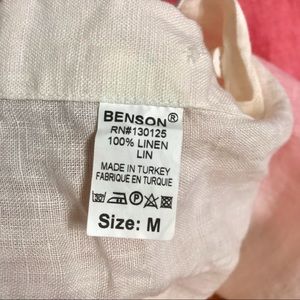 BENSON®
RN#130125
100% LINEN
LIN
MADE IN TURKEY
FABRIQUE EN TURQUIE
Size: M